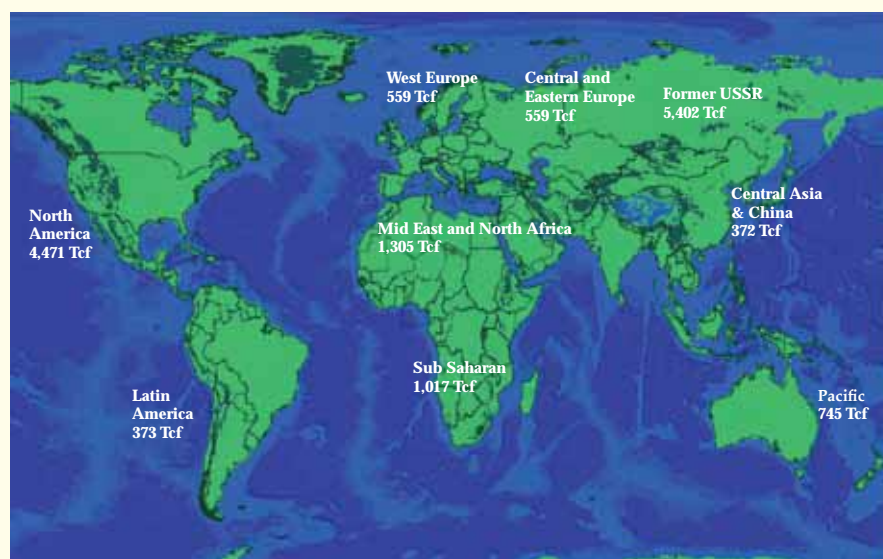 West Europe
559 Tcf
Central and
Eastern Europe
559 Tcf
Former USSR
5,402 Tcf
North
America
4,471 Tcf
Mid East and North Africa
1,305 Tcf
Central Asia
& China
372 Tcf
Sub Saharan
1,017 Tcf
Latin
America
373 Tcf
Pacific
745 Tcf